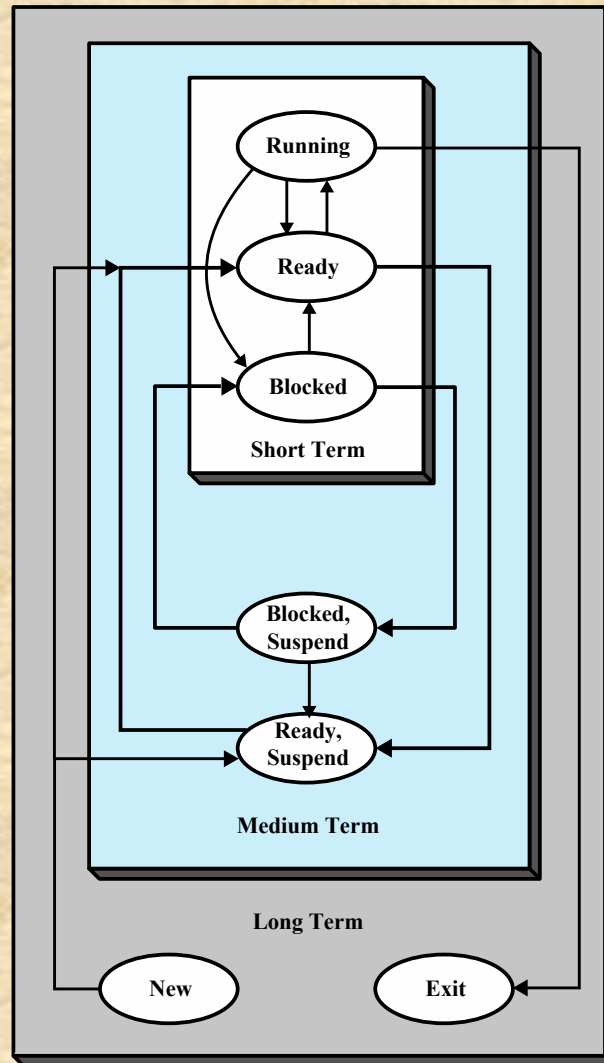 Running
Ready
Blocked
Short Term
Blocked,
Suspend
Ready,
Suspend
Medium Term
Long Term
New
Exit